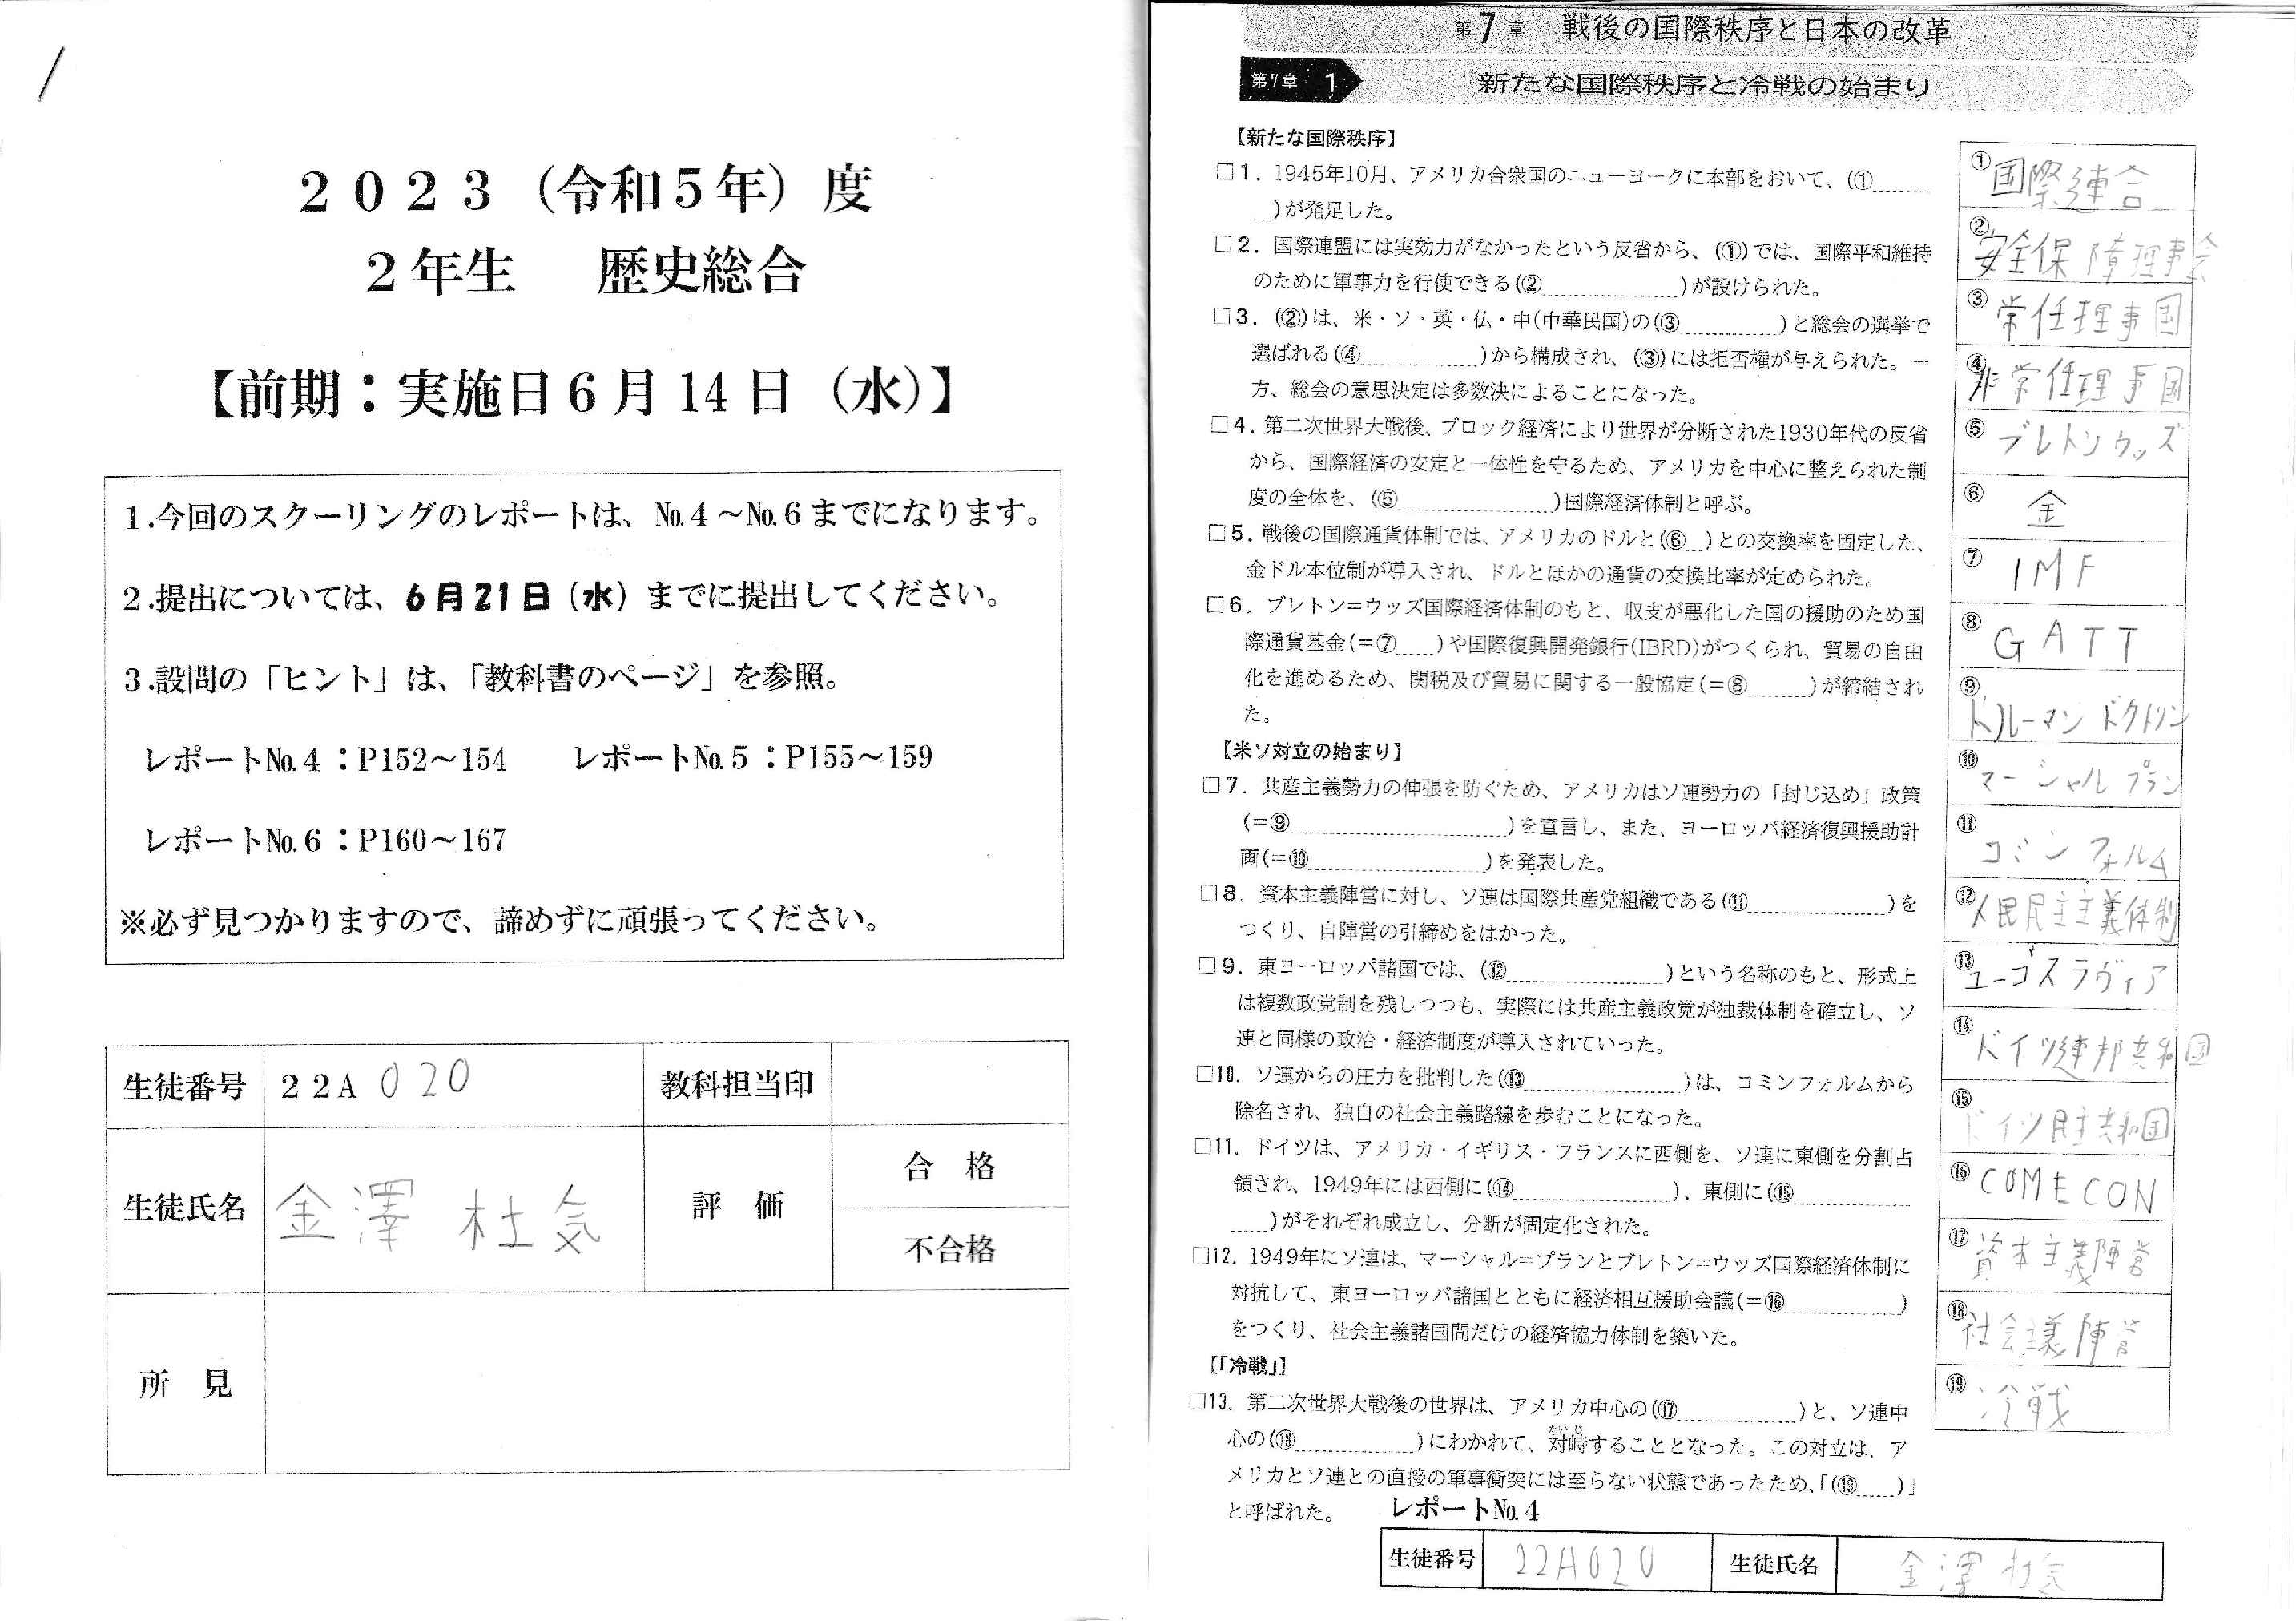 2023（令和5年）度
2年生　歴史総合
【前期：実施日6月14日（水）】
1.今回のスクーリングのレポートは、№4～№6までになります。
2.提出については、6月21日（水）までに提出してください。
3.設問の「ヒント」は、「教科書のページ」を参照。
レポート№4：P152～154　レポート№5：P155～159
レポート№6：P160～167
※必ず見つかりますので、諦めずに頑張ってください。
生徒番号 22A 020 教科担当印
生徒氏名 金澤 杜気 評　価 合　格
不合格
所　見
第7章　戦後の国際秩序と日本の改革
第7章 1 新たな国際秩序と冷戦の始まり
【新たな国際秩序】
□1. 1945年10月、アメリカ合衆国のニューヨークに本部をおいて、(①
)が発足した。
□2. 国際連盟には実効力がなかったという反省から、(①)では、国際平和維持
のために軍事力を行使できる(②　)が設けられた。
□3. (②)は、米・ソ・英・仏・中(中華民国)の(③　)と総会の選挙で
選ばれる(④　)から構成され、(③)には拒否権が与えられた。一
方、総会の意思決定は多数決によることになった。
□4. 第二次世界大戦後、ブロック経済により世界が分断された1930年代の反省
から、国際経済の安定と一体性を守るため、アメリカを中心に整えられた制
度の全体を、(⑤　)国際経済体制と呼ぶ。
□5. 戦後の国際通貨体制では、アメリカのドルと(⑥　)との交換率を固定した、
金ドル本位制が導入され、ドルとほかの通貨の交換比率が定められた。
□6. ブレトン=ウッズ国際経済体制のもと、収支が悪化した国の援助のため国
際通貨基金(=⑦　)や国際復興開発銀行(IBRD)がつくられ、貿易の自由
化を進めるため、関税及び貿易に関する一般協定(=⑧　)が締結され
た。
【米ソ対立の始まり】
□7. 共産主義勢力の伸張を防ぐため、アメリカはソ連勢力の「封じ込め」政策
(=⑨　)を宣言し、また、ヨーロッパ経済復興援助計
画(=⑩　)を発表した。
□8. 資本主義陣営に対し、ソ連は国際共産党組織である(⑪　)を
つくり、自陣営の引締めをはかった。
□9. 東ヨーロッパ諸国では、(⑫　)という名称のもと、形式上
は複数政党制を残しつつも、実際には共産主義政党が独裁体制を確立し、ソ
連と同様の政治・経済制度が導入されていった。
□10. ソ連からの圧力を批判した(⑬　)は、コミンフォルムから
除名され、独自の社会主義路線を歩むことになった。
□11. ドイツは、アメリカ・イギリス・フランスに西側を、ソ連に東側を分割占
領され、1949年には西側に(⑭　)、東側に(⑮
)がそれぞれ成立し、分断が固定化された。
□12. 1949年にソ連は、マーシャル=プランとブレトン=ウッズ国際経済体制に
対抗して、東ヨーロッパ諸国とともに経済相互援助会議(=⑯　)
をつくり、社会主義諸国間だけの経済協力体制を築いた。
【「冷戦」】
□13. 第二次世界大戦後の世界は、アメリカ中心の(⑰　)と、ソ連中
心の(⑱　)にわかれて、対峙することとなった。この対立は、ア
メリカとソ連との直接の軍事衝突には至らない状態であったため、「(⑲　)」
と呼ばれた。
① 国際連合
② 安全保障理事会
③ 常任理事国
④ 非常任理事国
⑤ ブレトンウッズ
⑥ 金
⑦ IMF
⑧ GATT
⑨ トルーマンドクトリン
⑩ マーシャルプラン
⑪ コミンフォルム
⑫ 人民民主主義体制
⑬ ユーゴスラヴィア
⑭ ドイツ連邦共和国
⑮ ドイツ民主共和国
⑯ COMECON
⑰ 資本主義陣営
⑱ 社会主義陣営
⑲ 冷戦
レポート№4
生徒番号 22A020 生徒氏名 金澤 杜気